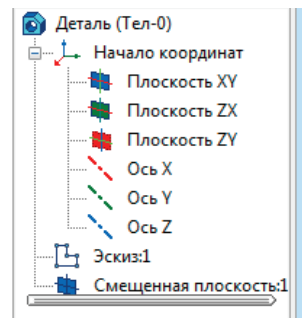 Деталь (Тел-0)
Начало координат
Плоскость XY
Плоскость ZX
Плоскость ZY
Ось X
Ось Y
Ось Z
Эскиз:1
Смещенная плоскость:1